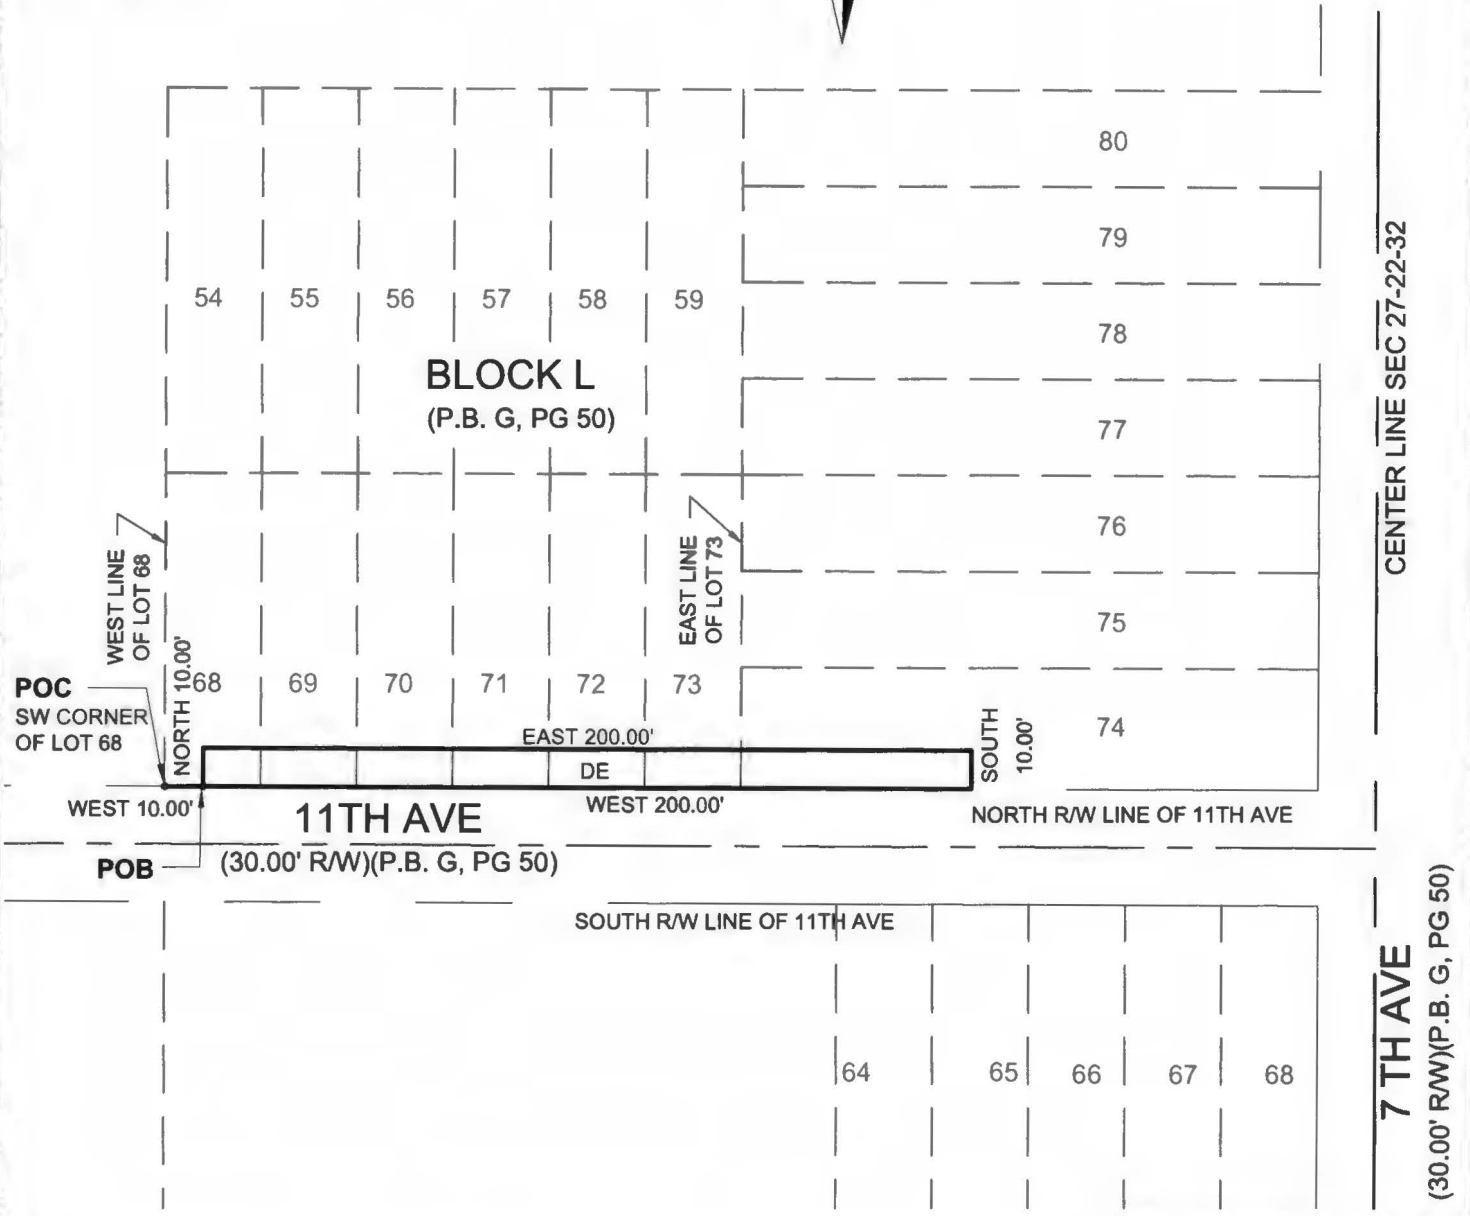 80
79
78
77
76
75
74
CENTER LINE SEC 27-22-32
54 55 56 57 58 59
BLOCK L
(P.B. G, PG 50)
WEST LINE
OF LOT 68
EAST LINE
OF LOT 73
NORTH 10.00'
68 69 70 71 72 73
POC
SW CORNER
OF LOT 68
EAST 200.00'
DE
SOUTH
10.00'
WEST 10.00'
WEST 200.00'
11TH AVE
(30.00' R/W)(P.B. G, PG 50)
NORTH R/W LINE OF 11TH AVE
POB
SOUTH R/W LINE OF 11TH AVE
64 65 66 67 68
7 TH AVE
(30.00' R/W)(P.B. G, PG 50)